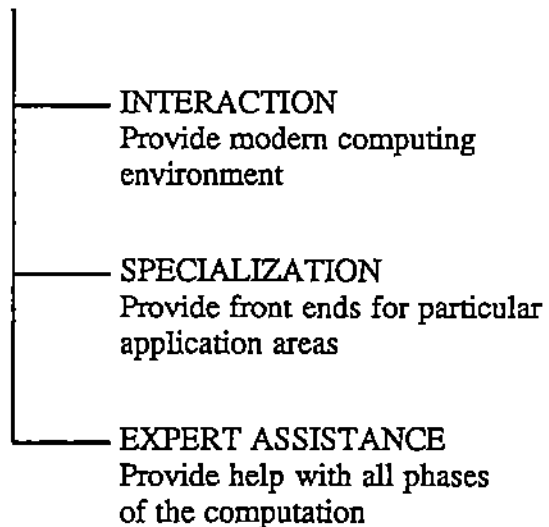 INTERACTION
Provide modern computing
environment
SPECIALIZATION
Provide front ends for particular
application areas
EXPERT ASSISTANCE
Provide help with all phases
of the computation